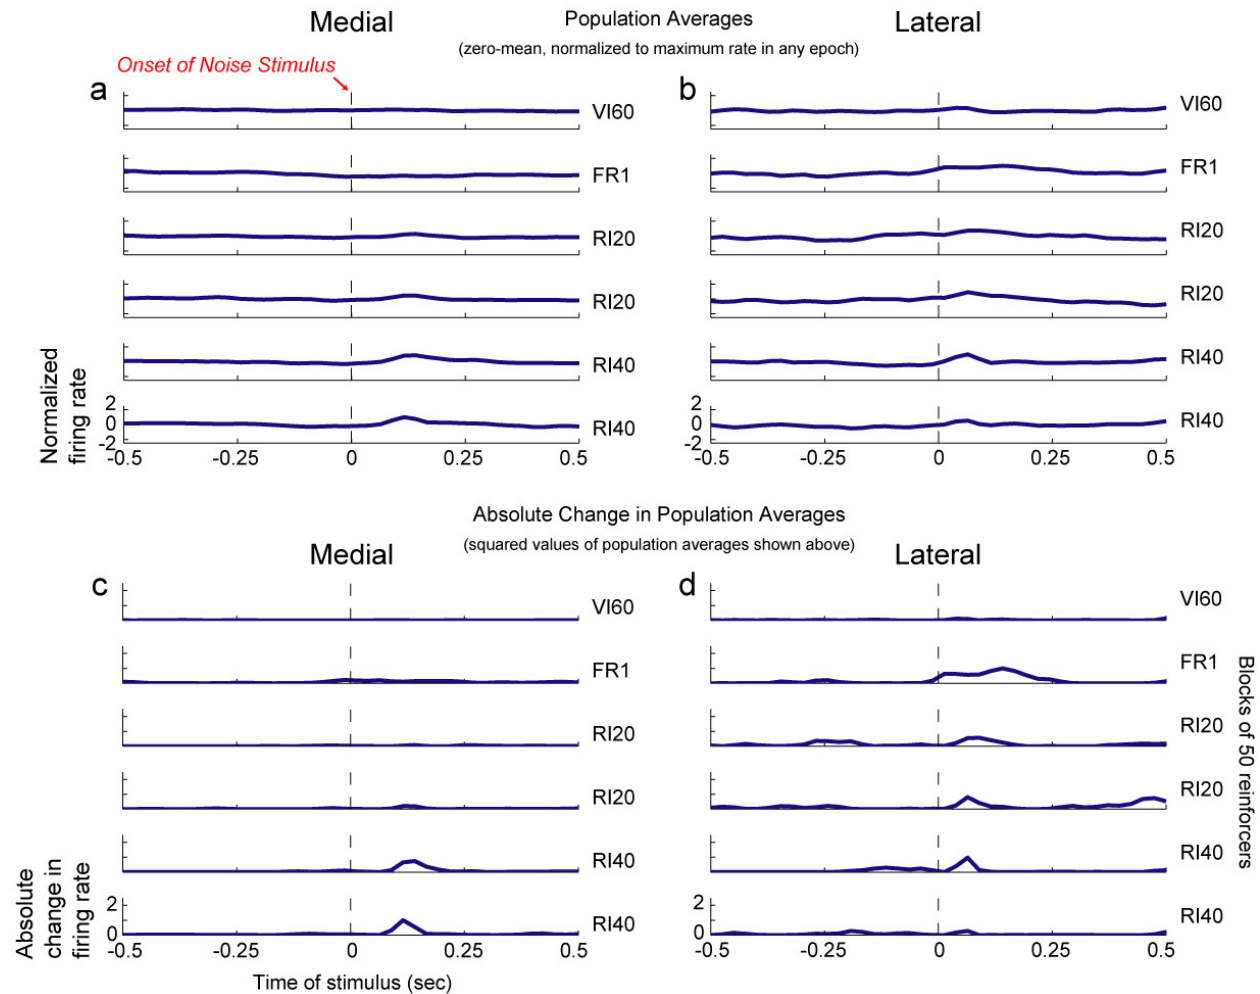 Medial
Population Averages
Lateral
(zero-mean, normalized to maximum rate in any epoch)
Onset of Noise Stimulus
a
VI60
FR1
RI20
RI20
RI40
RI40
Normalized
firing rate
2
0
-2
-0.5
-0.25
0
0.25
0.5
b
VI60
FR1
RI20
RI20
RI40
RI40
2
0
-2
-0.5
-0.25
0
0.25
0.5
Absolute Change in Population Averages
(squared values of population averages shown above)
Medial
Lateral
c
VI60
FR1
RI20
RI20
RI40
RI40
Absolute
change in
firing rate
2
0
-0.5
-0.25
0
0.25
0.5
Time of stimulus (sec)
d
VI60
FR1
RI20
RI20
RI40
RI40
2
0
-0.5
-0.25
0
0.25
0.5
Blocks of 50 reinforcers